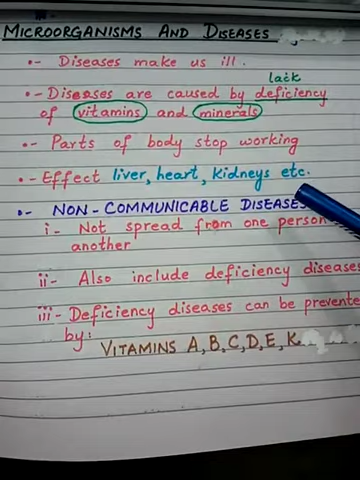 MICROORGANISMS AND DISEASES
•- Diseases make us ill.
lack
•- Diseases are caused by deficiency
of vitamins and minerals
•- Parts of body stop working
•- Effect liver, heart, kidneys etc.
•- NON-COMMUNICABLE DISEASES
i- Not spread from one person
another
ii- Also include deficiency diseases
iii- Deficiency diseases can be prevente
by:
VITAMINS A, B, C, D, E, K